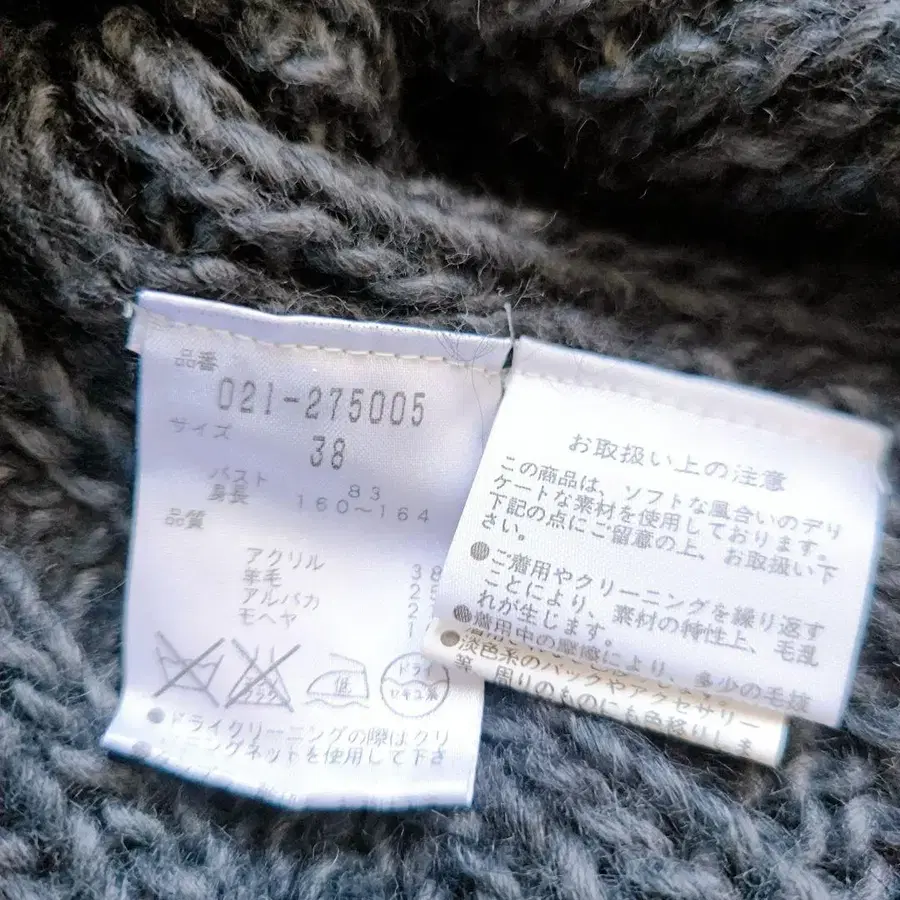 品番
021-275005
サイズ
38
バスト 83
身長 160～164
品質
アクリル 38
羊毛
アルパカ
モヘヤ
低
ドライ
セキユ系
●ドライクリーニングの際はクリ
ーニングネットを使用して下さ
お取扱い上の注意
この商品は、ソフトな風合いのデリ
ケートな素材を使用しております。
下記の点にご留意の上、お取扱い下
さい。
●ご着用やクリーニングを繰り返す
ことにより、素材の特性上、毛乱
れが生じます。
●着用中の摩擦により、多少の毛抜
●淡色系のバックやアクセサリー
等、周りのものにも色移りしま